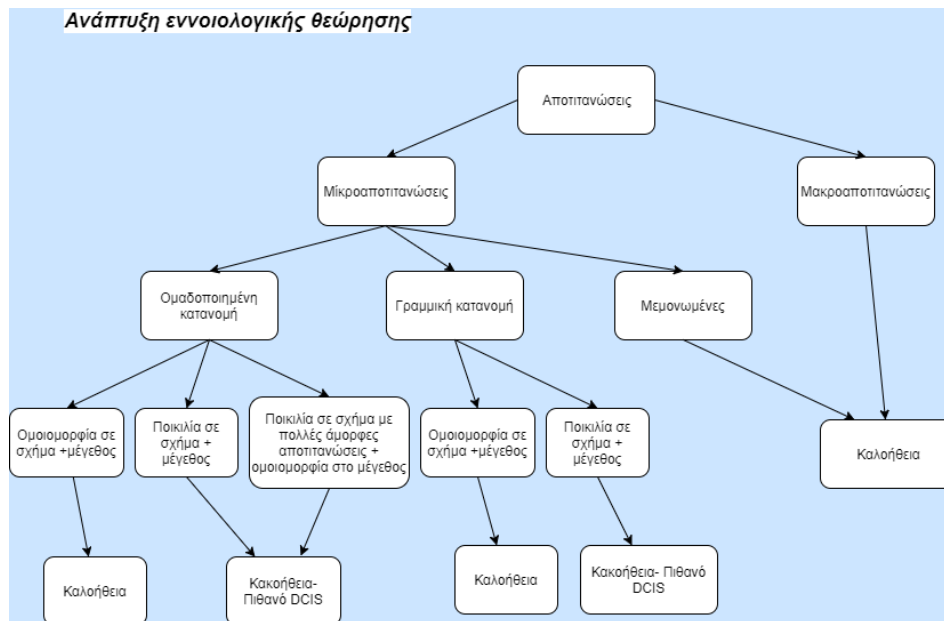 Ανάπτυξη εννοιολογικής θεώρησης
Αποτιτανώσεις
Μίκροαποτιτανώσεις
Μακροαποτιτανώσεις
Ομαδοποιημένη
κατανομή
Γραμμική κατανομή
Μεμονωμένες
Ομοιομορφία σε
σχήμα +μέγεθος
Ποικιλία σε
σχήμα +
μέγεθος
Ποικιλία σε σχήμα με
πολλές άμορφες
αποτιτανώσεις +
ομοιομορφία στο μέγεθος
Ομοιομορφία σε
σχήμα +μέγεθος
Ποικιλία σε
σχήμα +
μέγεθος
Καλοήθεια
Καλοήθεια
Κακοήθεια-
Πιθανό DCIS
Καλοήθεια
Κακοήθεια- Πιθανό
DCIS